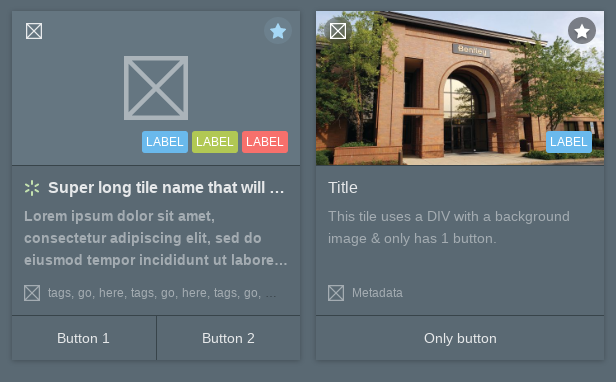 LABEL LABEL LABEL
Super long tile name that will ...
Lorem ipsum dolor sit amet,
consectetur adipiscing elit, sed do
eiusmod tempor incididunt ut labore...
tags, go, here, tags, go, here, tags, go, ...
Button 1 Button 2
Bentley
LABEL
Title
This tile uses a DIV with a background
image & only has 1 button.
Metadata
Only button